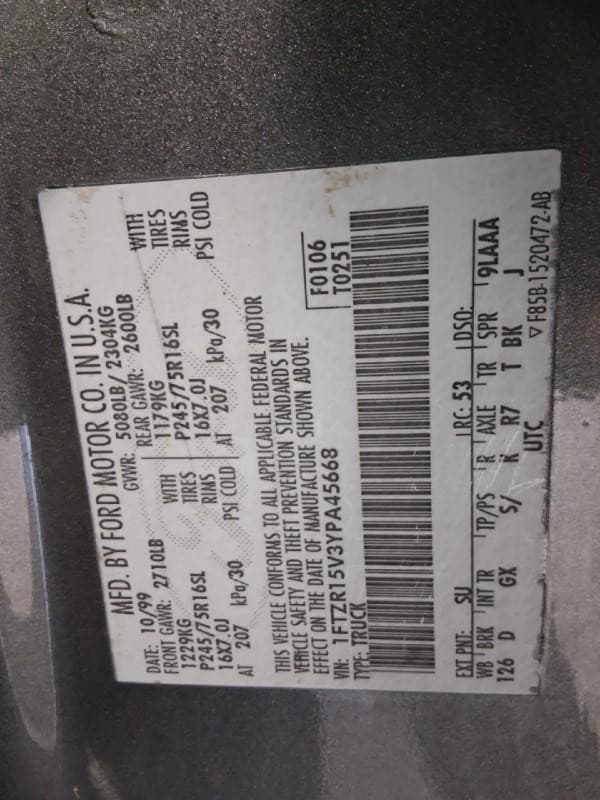 MFD. BY FORD MOTOR CO. IN U.S.A.
DATE: 10/99 GVWR: 5080LB/ 2304KG
FRONT GAWR: 2710LB REAR GAWR: 2600LB
1229KG WITH 1179KG WITH
P245/75R16SL TIRES P245/75R16SL TIRES
16X7.0J RIMS 16X7.0J RIMS
AT 207 kPa/30 PSI COLD AT 207 kPa/30 PSI COLD
THIS VEHICLE CONFORMS TO ALL APPLICABLE FEDERAL MOTOR
VEHICLE SAFETY AND THEFT PREVENTION STANDARDS IN
EFFECT ON THE DATE OF MANUFACTURE SHOWN ABOVE.
VIN: 1FTZR15V3YPA45668 F0106
TYPE: TRUCK T0251
EXT PNT: SU RC: 53 DSO:
WB BRK INT TR TP/PS R AXLE TR SPR 9LAAA
126 D GX S/ K R7 T BK J
UTC ▽ F85B-1520472-AB